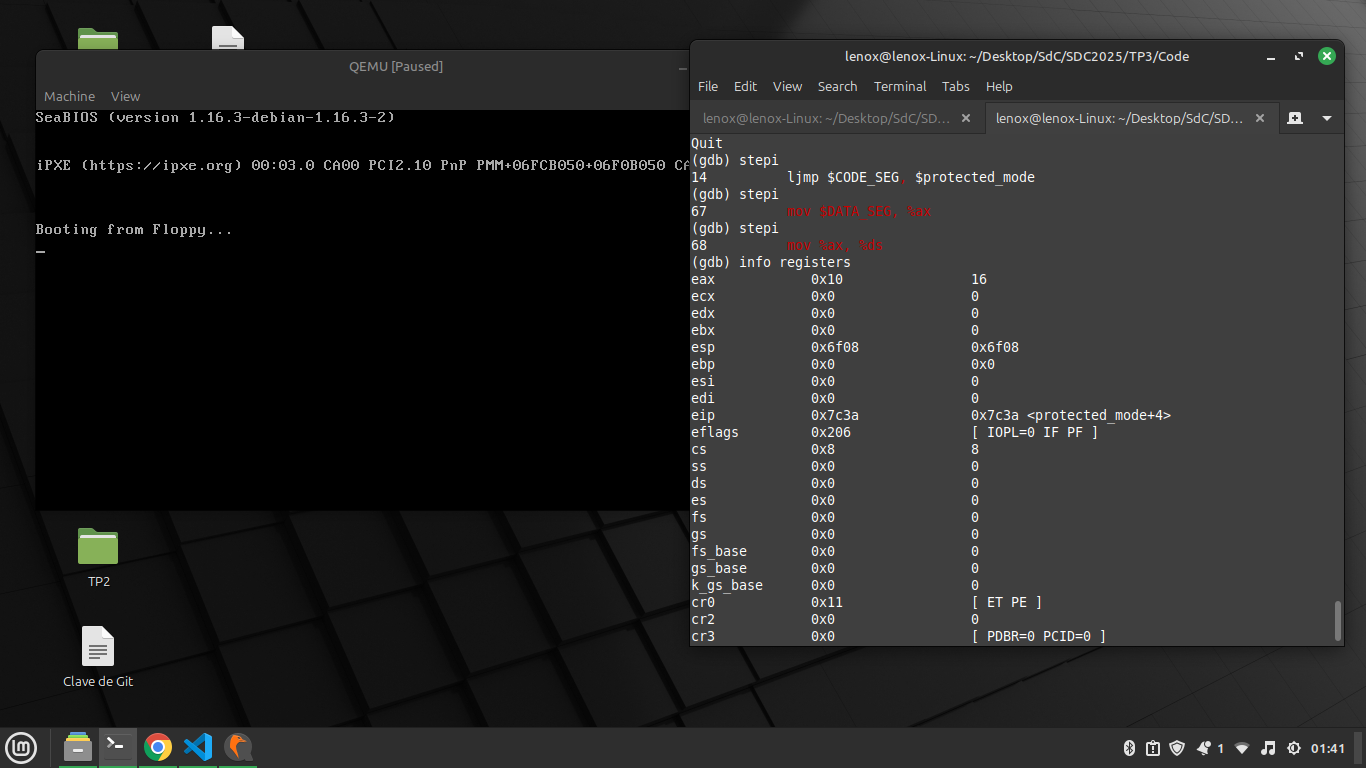 QEMU [Paused]
Machine View
SeaBIOS (version 1.16.3-debian-1.16.3-2)
iPXE (https://ipxe.org) 00:03.0 CA00 PCI2.10 PnP PMM+06FCB050+06F0B050 CA
Booting from Floppy...
TP2
Clave de Git
lenox@lenox-Linux: ~/Desktop/SdC/SDC2025/TP3/Code
File Edit View Search Terminal Tabs Help
lenox@lenox-Linux: ~/Desktop/SdC/SD... lenox@lenox-Linux: ~/Desktop/SdC/SD...
Quit
(gdb) stepi
14 ljmp $CODE_SEG, $protected_mode
(gdb) stepi
67 mov $DATA_SEG, %ax
(gdb) stepi
68 mov %ax, %ds
(gdb) info registers
eax 0x10 16
ecx 0x0 0
edx 0x0 0
ebx 0x0 0
esp 0x6f08 0x6f08
ebp 0x0 0x0
esi 0x0 0
edi 0x0 0
eip 0x7c3a 0x7c3a <protected_mode+4>
eflags 0x206 [ IOPL=0 IF PF ]
cs 0x8 8
ss 0x0 0
ds 0x0 0
es 0x0 0
fs 0x0 0
gs 0x0 0
fs_base 0x0 0
gs_base 0x0 0
k_gs_base 0x0 0
cr0 0x11 [ ET PE ]
cr2 0x0 0
cr3 0x0 [ PDBR=0 PCID=0 ]
1 01:41